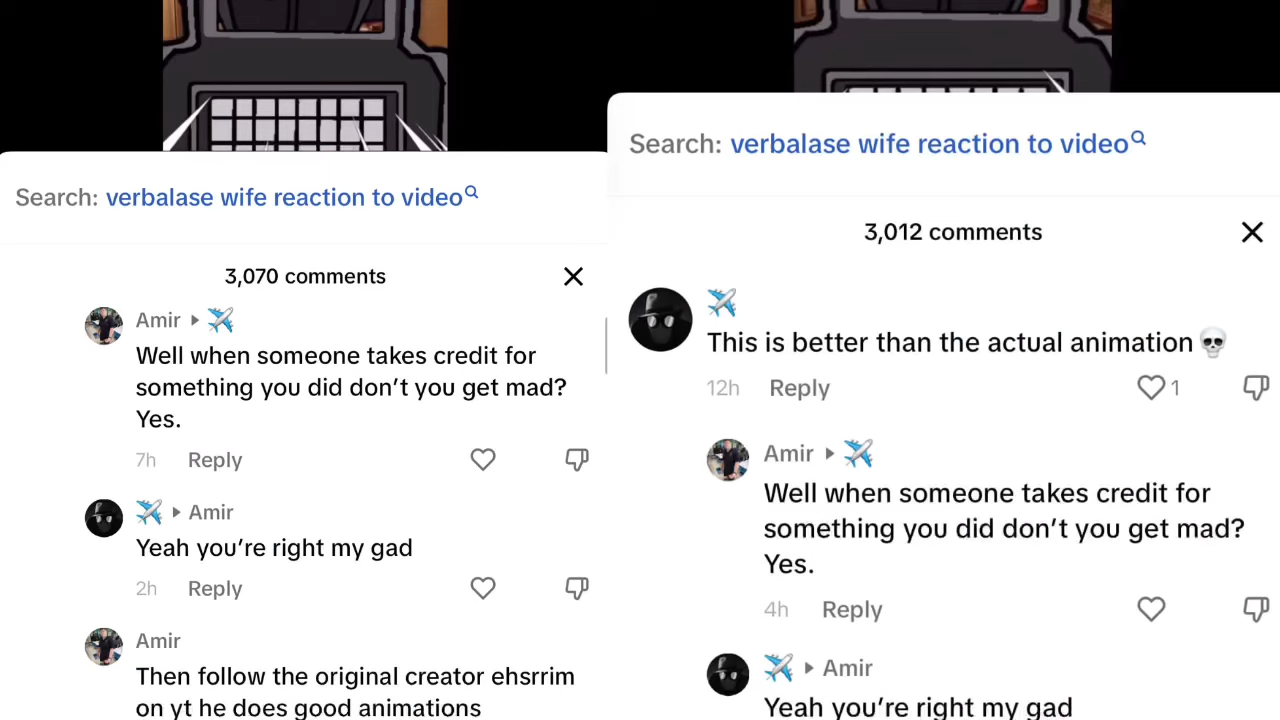 Search: verbalase wife reaction to video
3,070 comments
Amir ▸ ✈️
Well when someone takes credit for
something you did don't you get mad?
Yes.
7h Reply
✈️ ▸ Amir
Yeah you're right my gad
2h Reply
Amir
Then follow the original creator ehsrrim
on yt he does good animations
Search: verbalase wife reaction to video
3,012 comments
✈️
This is better than the actual animation 💀
12h Reply 1
Amir ▸ ✈️
Well when someone takes credit for
something you did don't you get mad?
Yes.
4h Reply
✈️ ▸ Amir
Yeah you're right my gad